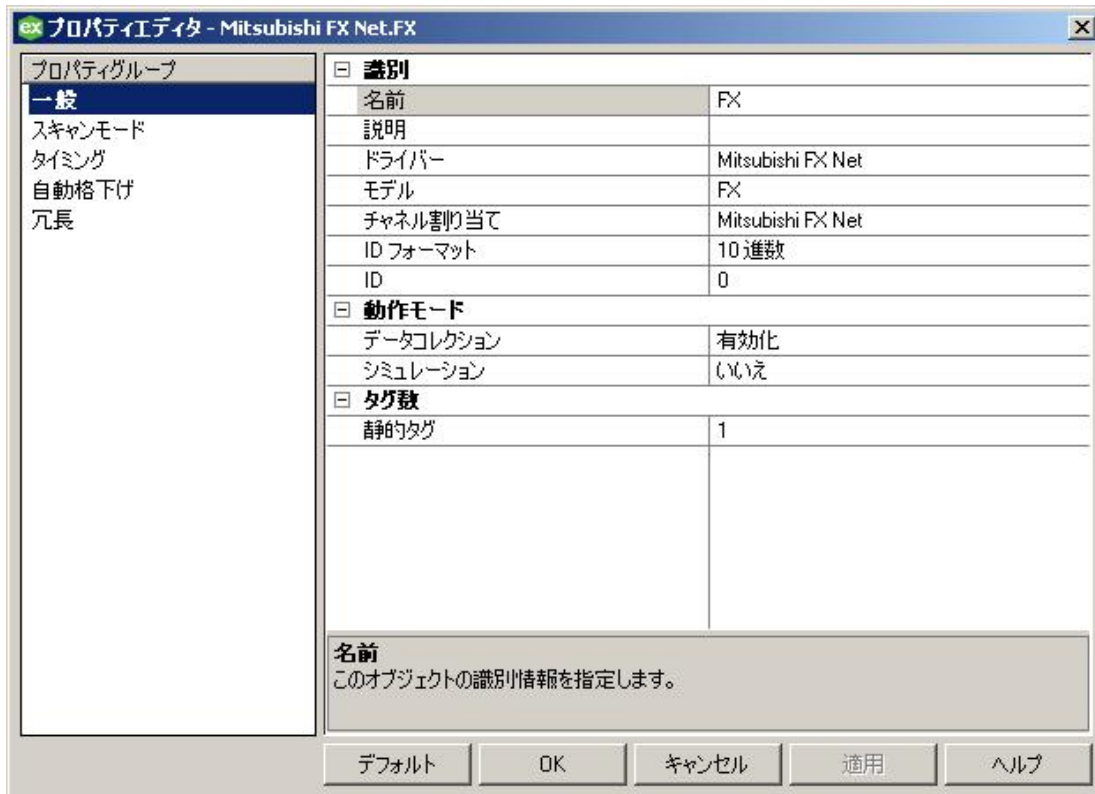 ex プロパティエディタ - Mitsubishi FX Net.FX
プロパティグループ
一般
スキャンモード
タイミング
自動格下げ
冗長
識別
名前 FX
説明
ドライバー Mitsubishi FX Net
モデル FX
チャネル割り当て Mitsubishi FX Net
ID フォーマット 10 進数
ID 0
動作モード
データコレクション 有効化
シミュレーション いいえ
タグ数
静的タグ 1
名前
このオブジェクトの識別情報を指定します。
デフォルト OK キャンセル 適用 ヘルプ